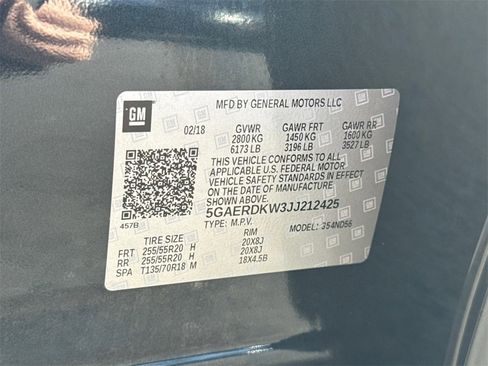 MFD BY GENERAL MOTORS LLC
GM
02/18 GVWR GAWR FRT GAWR RR
2800 KG 1450 KG 1600 KG
6173 LB 3196 LB 3527 LB
THIS VEHICLE CONFORMS TO ALL
APPLICABLE U.S. FEDERAL MOTOR
VEHICLE SAFETY STANDARDS IN EFFECT
ON THE DATE OF MANUFACTURE SHOWN ABOVE.
5GAERDKW3JJ212425
457B TYPE: M.P.V. MODEL: 354ND56
TIRE SIZE RIM
FRT 255/55R20 H 20X8J
RR 255/55R20 H 20X8J
SPA T135/70R18 M 18X4.5B